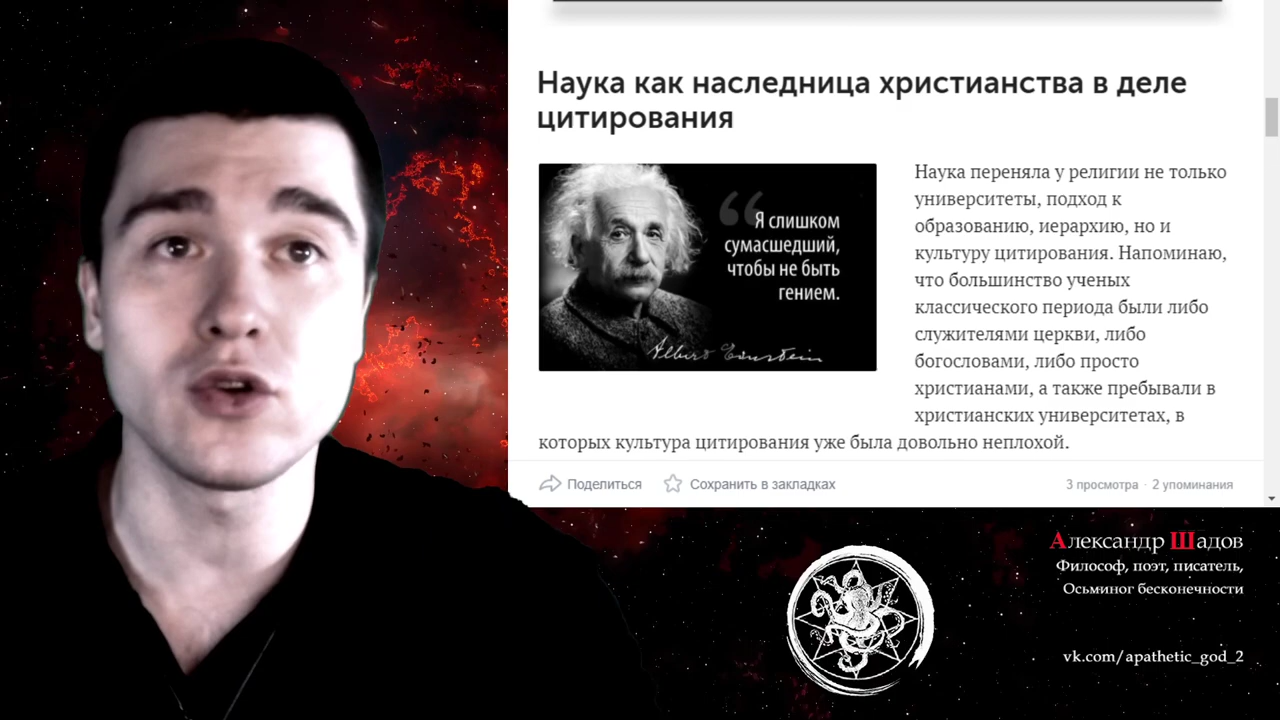 Наука как наследница христианства в деле
цитирования
“
Я слишком
сумасшедший,
чтобы не быть
гением.
Albert Einstein
Наука переняла у религии не только
университеты, подход к
образованию, иерархию, но и
культуру цитирования. Напоминаю,
что большинство ученых
классического периода были либо
служителями церкви, либо
богословами, либо просто
христианами, а также пребывали в
христианских университетах, в
которых культура цитирования уже была довольно неплохой.
Поделиться
Сохранить в закладках
3 просмотра · 2 упоминания
Александр Шадов
Философ, поэт, писатель,
Осьминог бесконечности
vk.com/apathetic_god_2